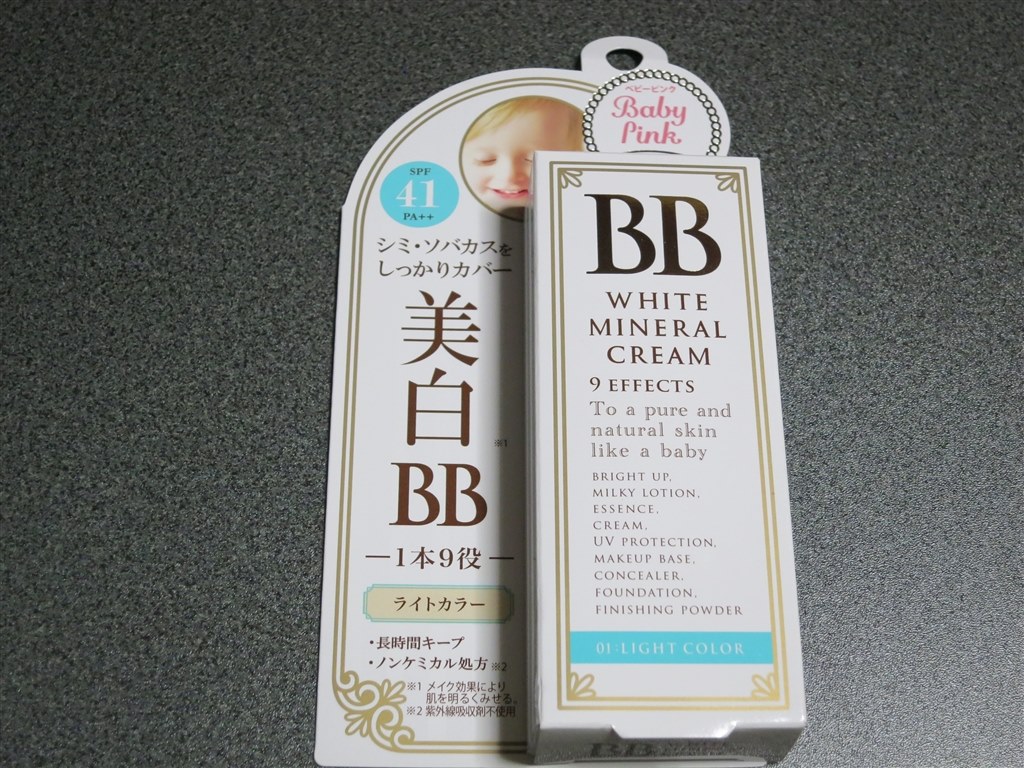 ベビーピンク
Baby
Pink
SPF
41
PA++
シミ・ソバカスを
しっかりカバー
美
白
※1
BB
ー1本9役ー
ライトカラー
・長時間キープ
・ノンケミカル処方※2
※1 メイク効果により
肌を明るくみせる。
※2 紫外線吸収剤不使用
BB
WHITE
MINERAL
CREAM
9 EFFECTS
To a pure and
natural skin
like a baby
BRIGHT UP,
MILKY LOTION,
ESSENCE,
CREAM,
UV PROTECTION,
MAKEUP BASE,
CONCEALER,
FOUNDATION,
FINISHING POWDER
01-LIGHT COLOR